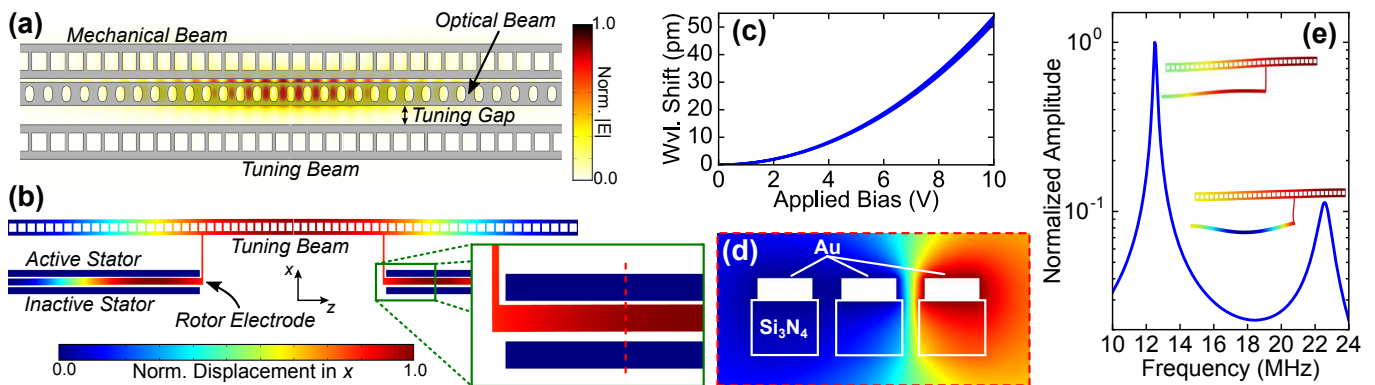 (a)
Mechanical Beam
Optical Beam
Tuning Gap
Tuning Beam
1.0
Norm. |E|
0.0
(b)
Tuning Beam
Active Stator
Inactive Stator
Rotor Electrode
x
z
0.0
Norm. Displacement in x
1.0
(c)
Wvl. Shift (pm)
50
40
30
20
10
0
0 2 4 6 8 10
Applied Bias (V)
(d)
Au
Si₃N₄
(e)
Normalized Amplitude
10⁰
10⁻¹
10 12 14 16 18 20 22 24
Frequency (MHz)